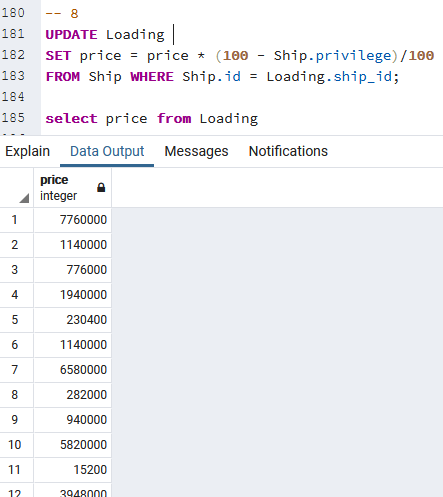 180 -- 8
181 UPDATE Loading
182 SET price = price * (100 - Ship.privilege)/100
183 FROM Ship WHERE Ship.id = Loading.ship_id;
184
185 select price from Loading
Explain Data Output Messages Notifications
price
integer
1 7760000
2 1140000
3 776000
4 1940000
5 230400
6 1140000
7 6580000
8 282000
9 940000
10 5820000
11 15200
12 3948000